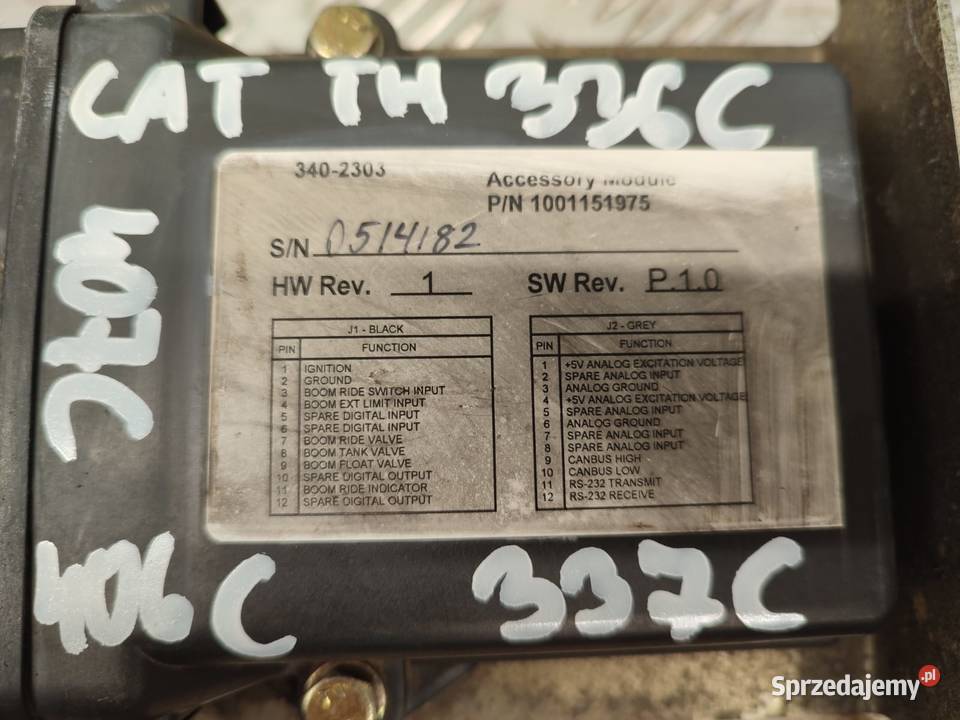 CAT TH 336C
340-2303
Accessory Module
P/N 1001151975
S/N 0514182
HW Rev. 1 SW Rev. P.1.0
J1 - BLACK
PIN FUNCTION
1 IGNITION
2 GROUND
3 BOOM RIDE SWITCH INPUT
4 BOOM EXT LIMIT INPUT
5 SPARE DIGITAL INPUT
6 SPARE DIGITAL INPUT
7 BOOM RIDE VALVE
8 BOOM TANK VALVE
9 BOOM FLOAT VALVE
10 SPARE DIGITAL OUTPUT
11 BOOM RIDE INDICATOR
12 SPARE DIGITAL OUTPUT
J2 - GREY
PIN FUNCTION
1 +5V ANALOG EXCITATION VOLTAGE
2 SPARE ANALOG INPUT
3 ANALOG GROUND
4 +5V ANALOG EXCITATION VOLTAGE
5 SPARE ANALOG INPUT
6 ANALOG GROUND
7 SPARE ANALOG INPUT
8 SPARE ANALOG INPUT
9 CANBUS HIGH
10 CANBUS LOW
11 RS-232 TRANSMIT
12 RS-232 RECEIVE
406C 337C
Sprzedajemy.pl